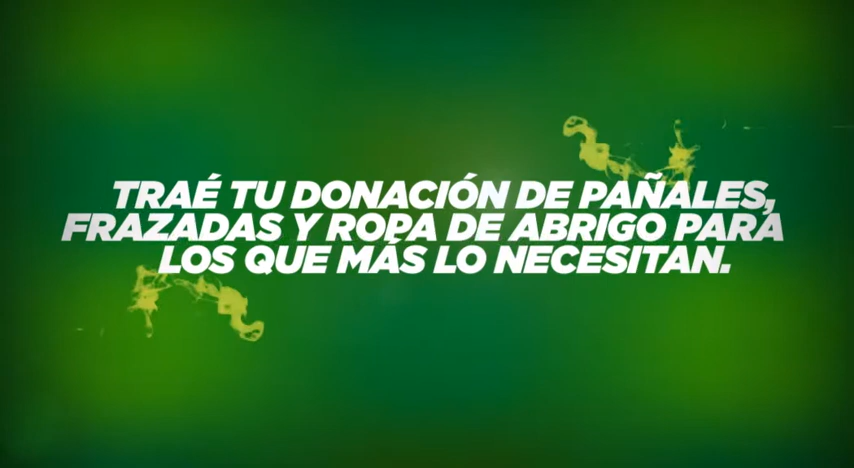 TRAÉ TU DONACIÓN DE PAÑALES,
FRAZADAS Y ROPA DE ABRIGO PARA
LOS QUE MÁS LO NECESITAN.